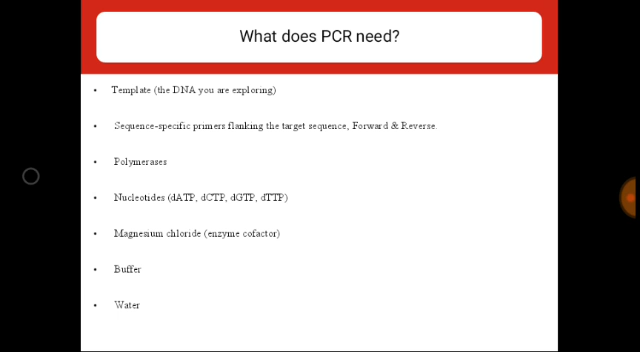 What does PCR need?
• Template (the DNA you are exploring)
• Sequence-specific primers flanking the target sequence, Forward & Reverse.
• Polymerases
• Nucleotides (dATP, dCTP, dGTP, dTTP)
• Magnesium chloride (enzyme cofactor)
• Buffer
• Water